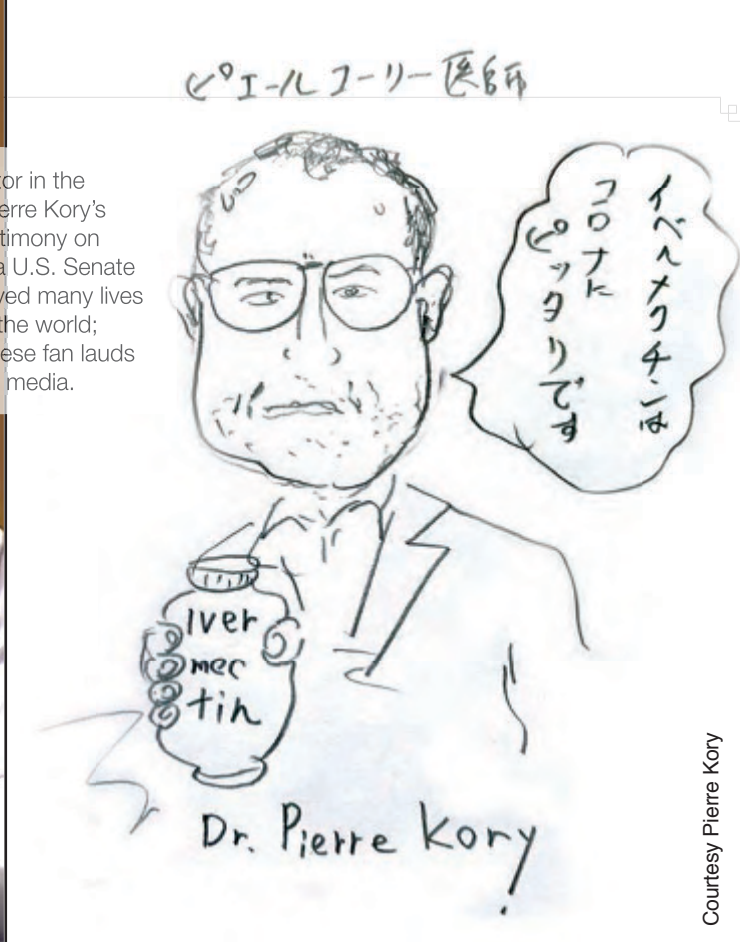 ピエールコーリー医師
tor in the
erre Kory's
timony on
a U.S. Senate
ved many lives
the world;
ese fan lauds
media.
イベルメクチンは
コロナに
ピッタリです
Iver
mec
tin
Dr. Pierre Kory
Courtesy Pierre Kory